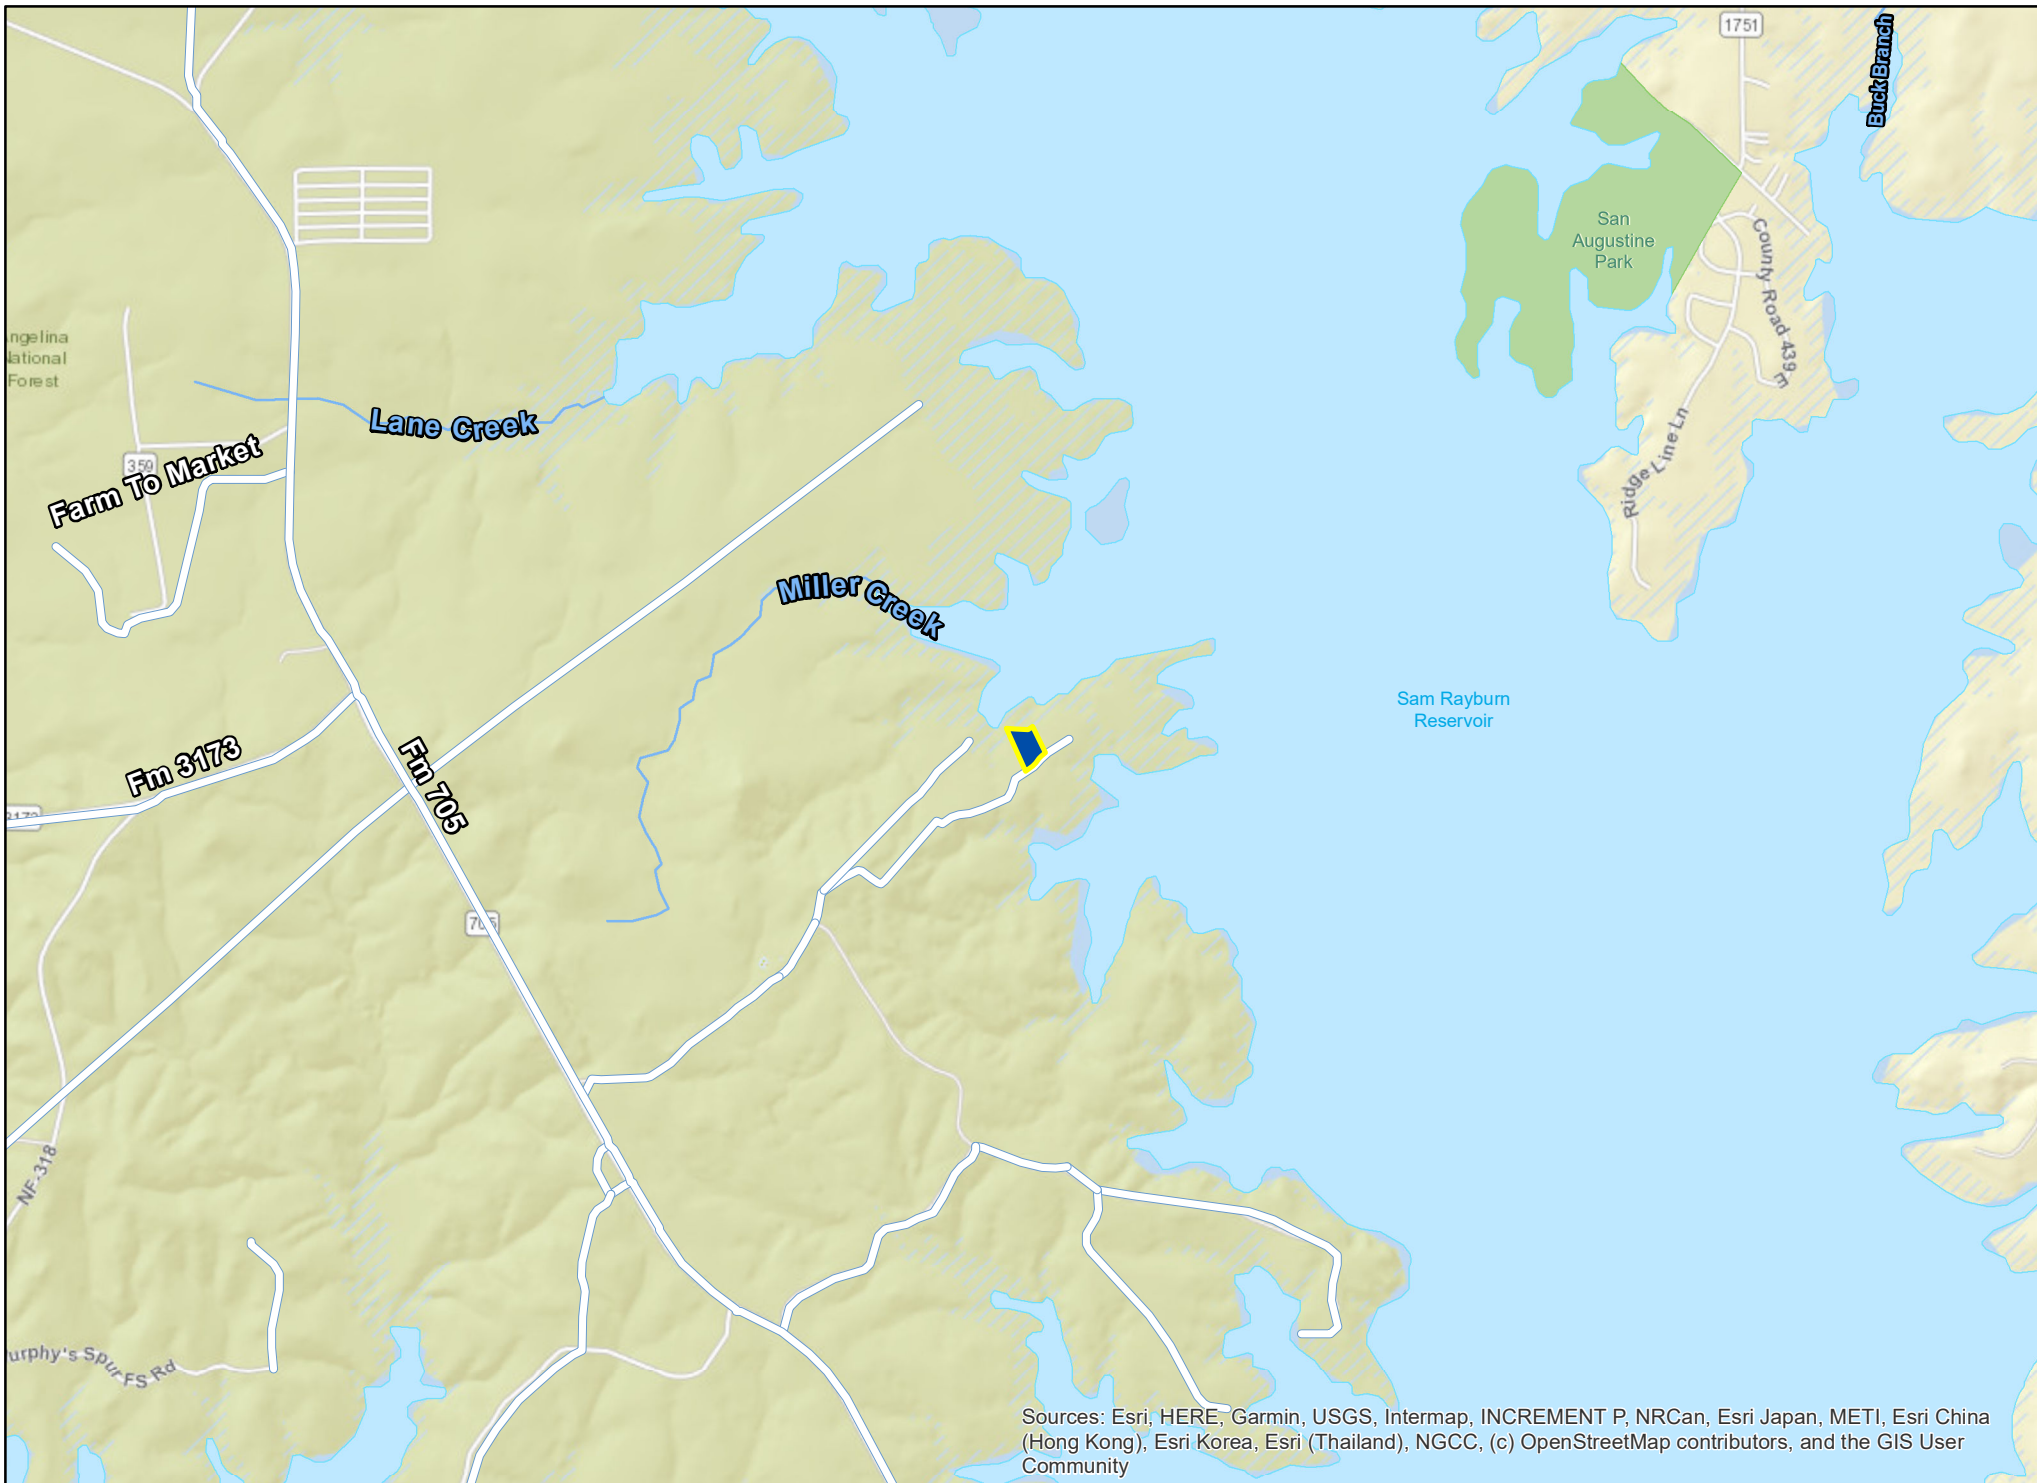 1751
Buck Branch
San
Augustine
Park
County Road 439
Forest
Lane Creek
Farm To Market
359
Ridge Line Ln
Miller Creek
Sam Rayburn
Reservoir
Fm 3173
Fm 705
705
NF-318
Spur FS Rd
Sources: Esri, HERE, Garmin, USGS, Intermap, INCREMENT P, NRCan, Esri Japan, METI, Esri China
(Hong Kong), Esri Korea, Esri (Thailand), NGCC, (c) OpenStreetMap contributors, and the GIS User
Community